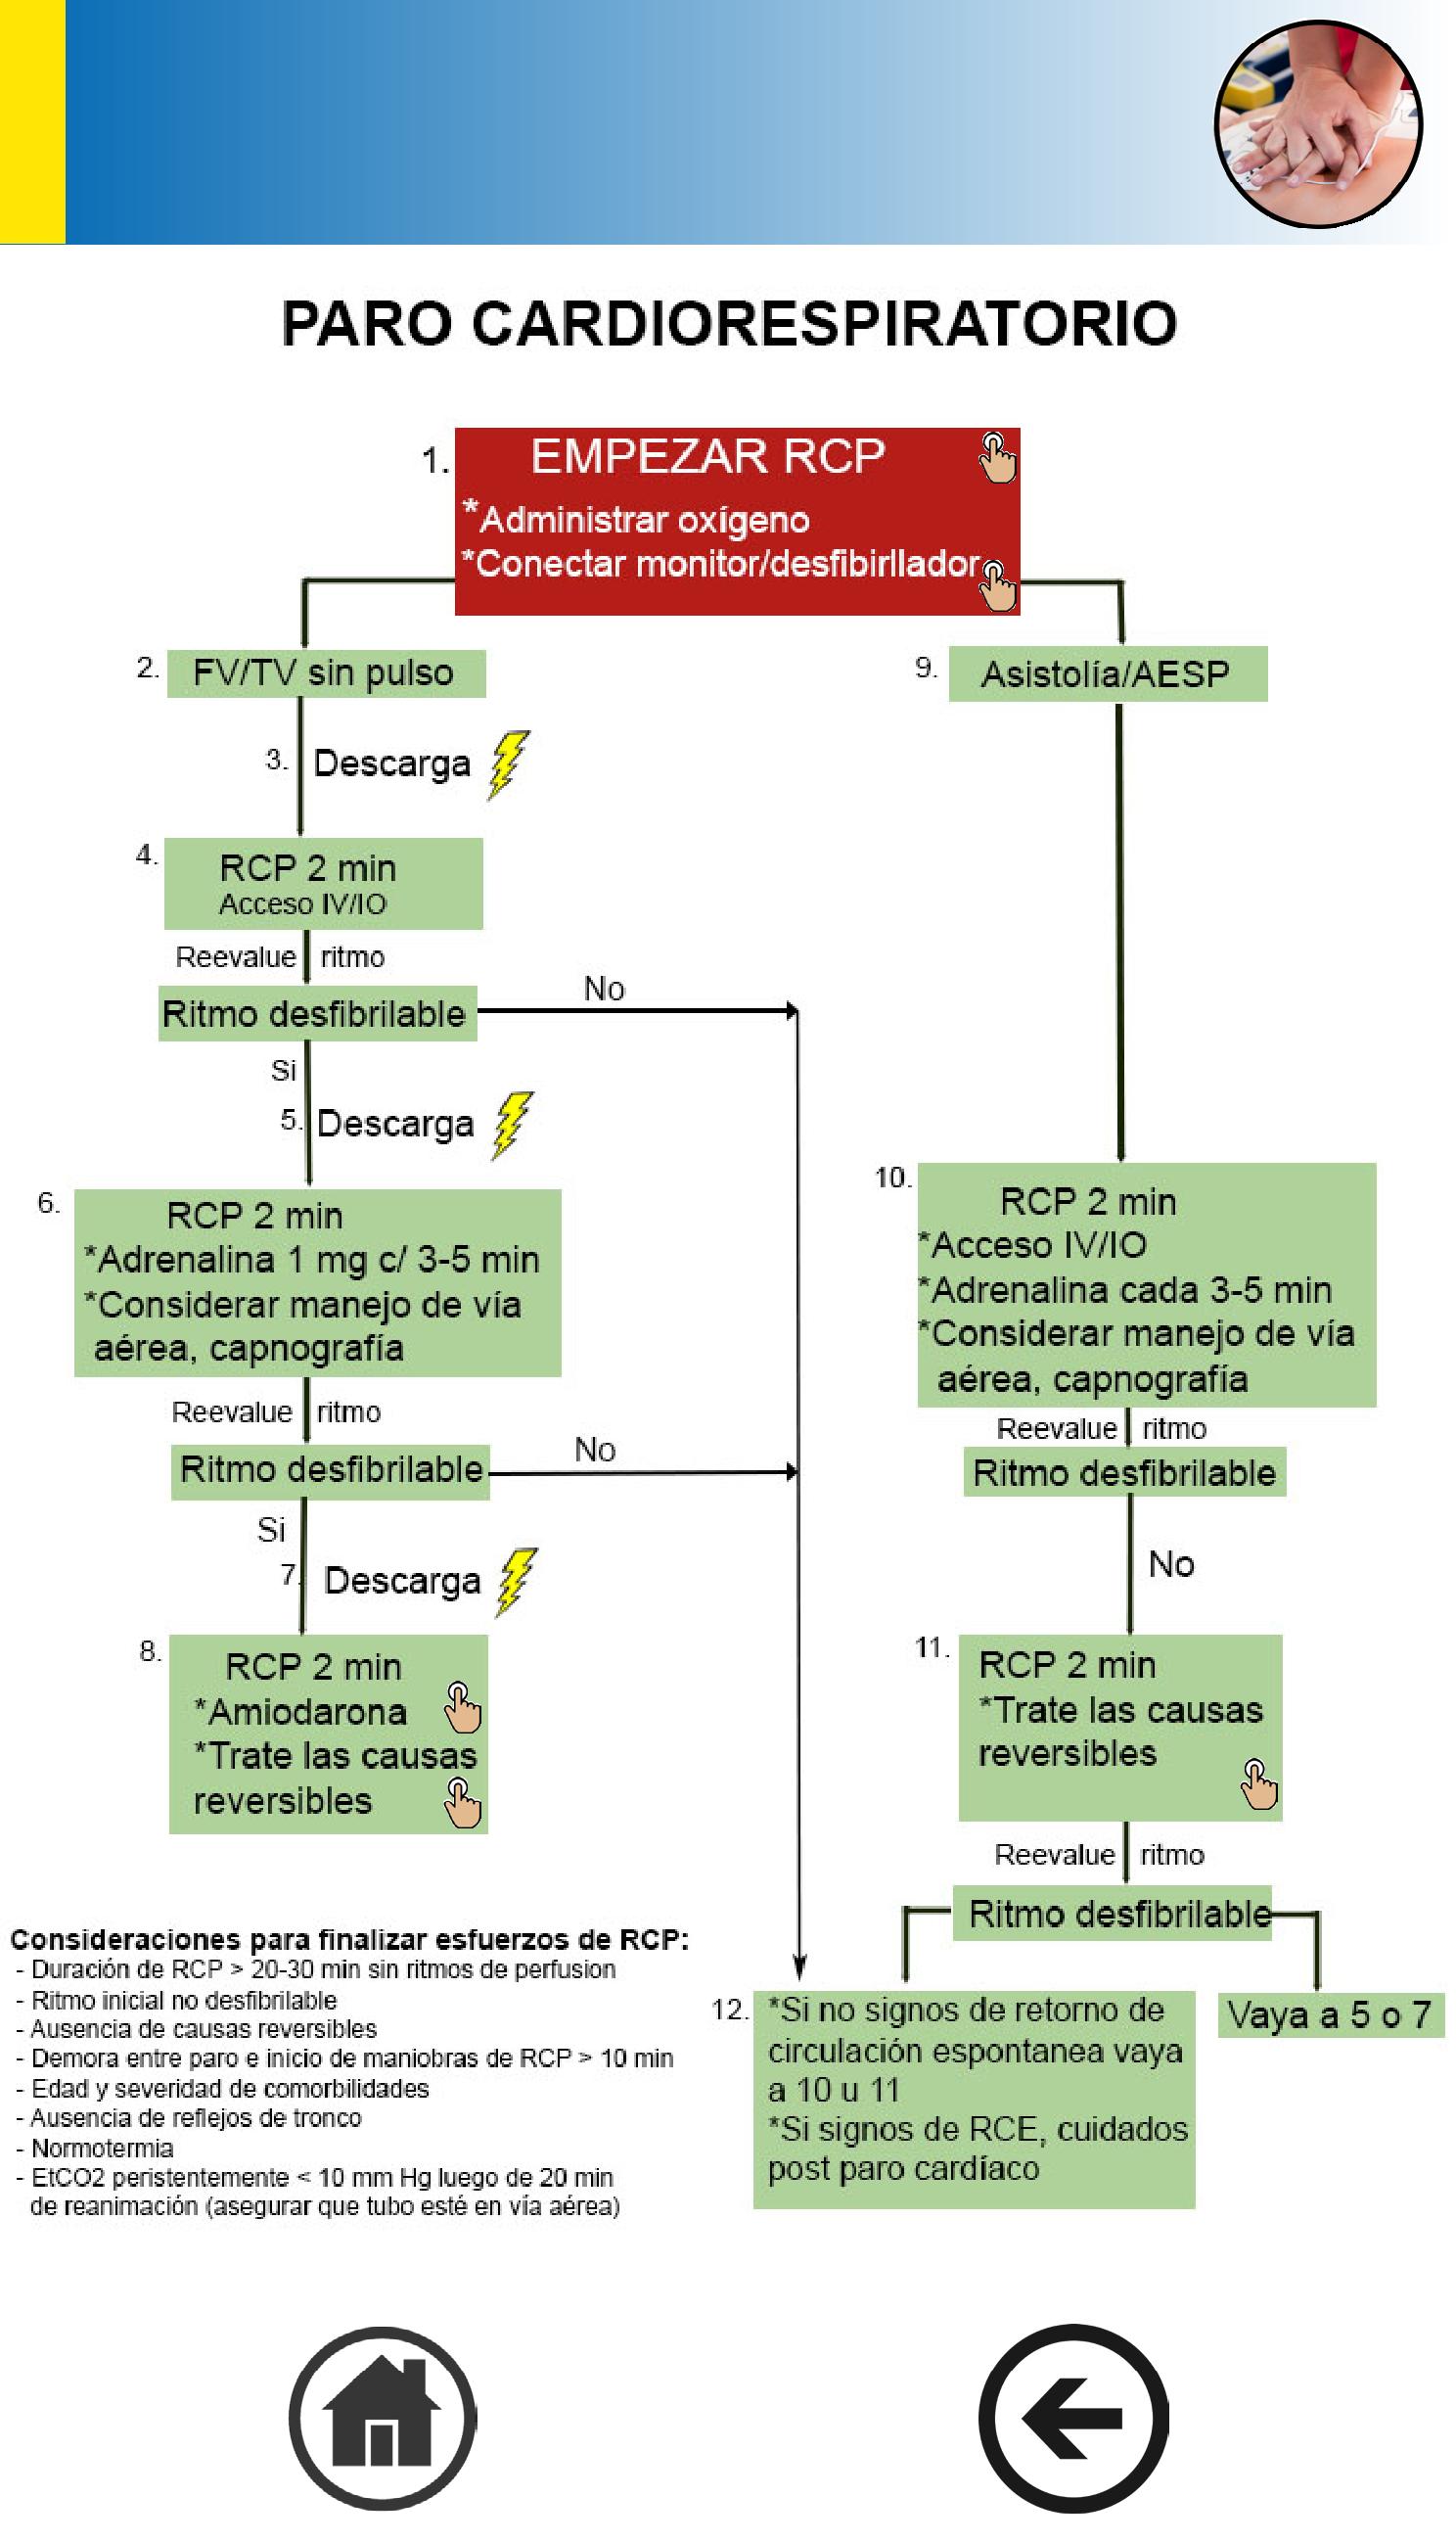 PARO CARDIORESPIRATORIO
1.
EMPEZAR RCP
*Administrar oxígeno
*Conectar monitor/desfibirllador
2.
FV/TV sin pulso
3.
Descarga
4.
RCP 2 min
Acceso IV/IO
Reevalue ritmo
Ritmo desfibrilable
No
Si
5.
Descarga
6.
RCP 2 min
*Adrenalina 1 mg c/ 3-5 min
*Considerar manejo de vía
aérea, capnografía
Reevalue ritmo
Ritmo desfibrilable
No
Si
7.
Descarga
8.
RCP 2 min
*Amiodarona
*Trate las causas
reversibles
9.
Asistolía/AESP
10.
RCP 2 min
*Acceso IV/IO
*Adrenalina cada 3-5 min
*Considerar manejo de vía
aérea, capnografía
Reevalue ritmo
Ritmo desfibrilable
No
11.
RCP 2 min
*Trate las causas
reversibles
Reevalue ritmo
Ritmo desfibrilable
12.
*Si no signos de retorno de
circulación espontanea vaya
a 10 u 11
*Si signos de RCE, cuidados
post paro cardíaco
Vaya a 5 o 7
Consideraciones para finalizar esfuerzos de RCP:
- Duración de RCP > 20-30 min sin ritmos de perfusion
- Ritmo inicial no desfibrilable
- Ausencia de causas reversibles
- Demora entre paro e inicio de maniobras de RCP > 10 min
- Edad y severidad de comorbilidades
- Ausencia de reflejos de tronco
- Normotermia
- EtCO2 peristentemente < 10 mm Hg luego de 20 min
de reanimación (asegurar que tubo esté en vía aérea)